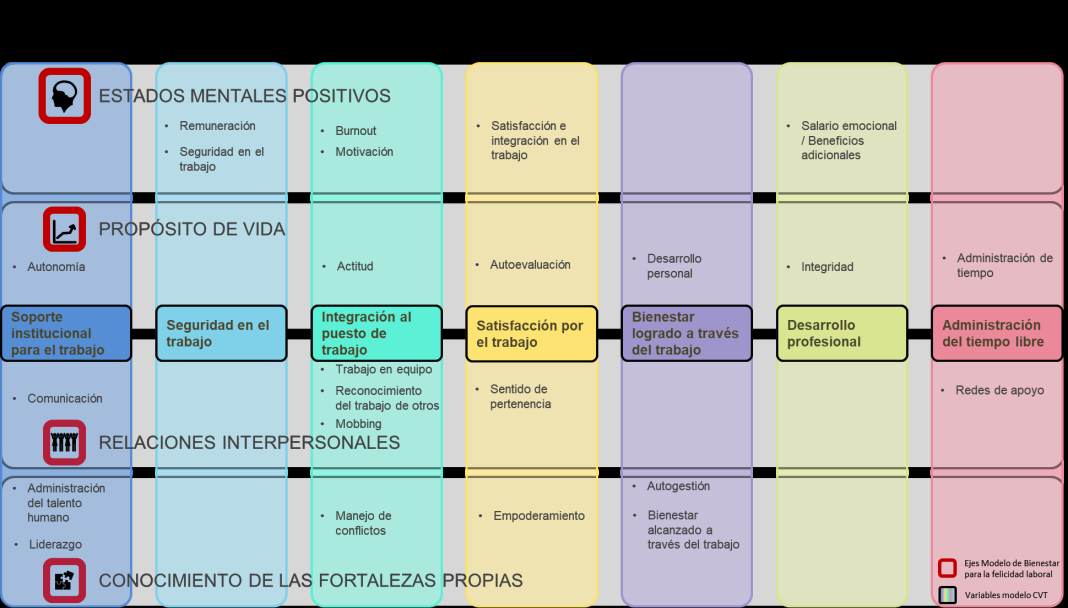 ESTADOS MENTALES POSITIVOS
• Remuneración
• Seguridad en el
trabajo
• Burnout
• Motivación
• Satisfacción e
integración en el
trabajo
• Salario emocional
/ Beneficios
adicionales
PROPÓSITO DE VIDA
• Autonomía
• Actitud
• Autoevaluación
• Desarrollo
personal
• Integridad
• Administración de
tiempo
Soporte
institucional
para el trabajo
Seguridad en el
trabajo
Integración al
puesto de
trabajo
Satisfacción por
el trabajo
Bienestar
logrado a través
del trabajo
Desarrollo
profesional
Administración
del tiempo libre
• Comunicación
• Trabajo en equipo
• Reconocimiento
del trabajo de otros
• Mobbing
• Sentido de
pertenencia
• Redes de apoyo
RELACIONES INTERPERSONALES
• Administración
del talento
humano
• Liderazgo
• Manejo de
conflictos
• Empoderamiento
• Autogestión
• Bienestar
alcanzado a
través del trabajo
CONOCIMIENTO DE LAS FORTALEZAS PROPIAS
Ejes Modelo de Bienestar
para la felicidad laboral
Variables modelo CVT